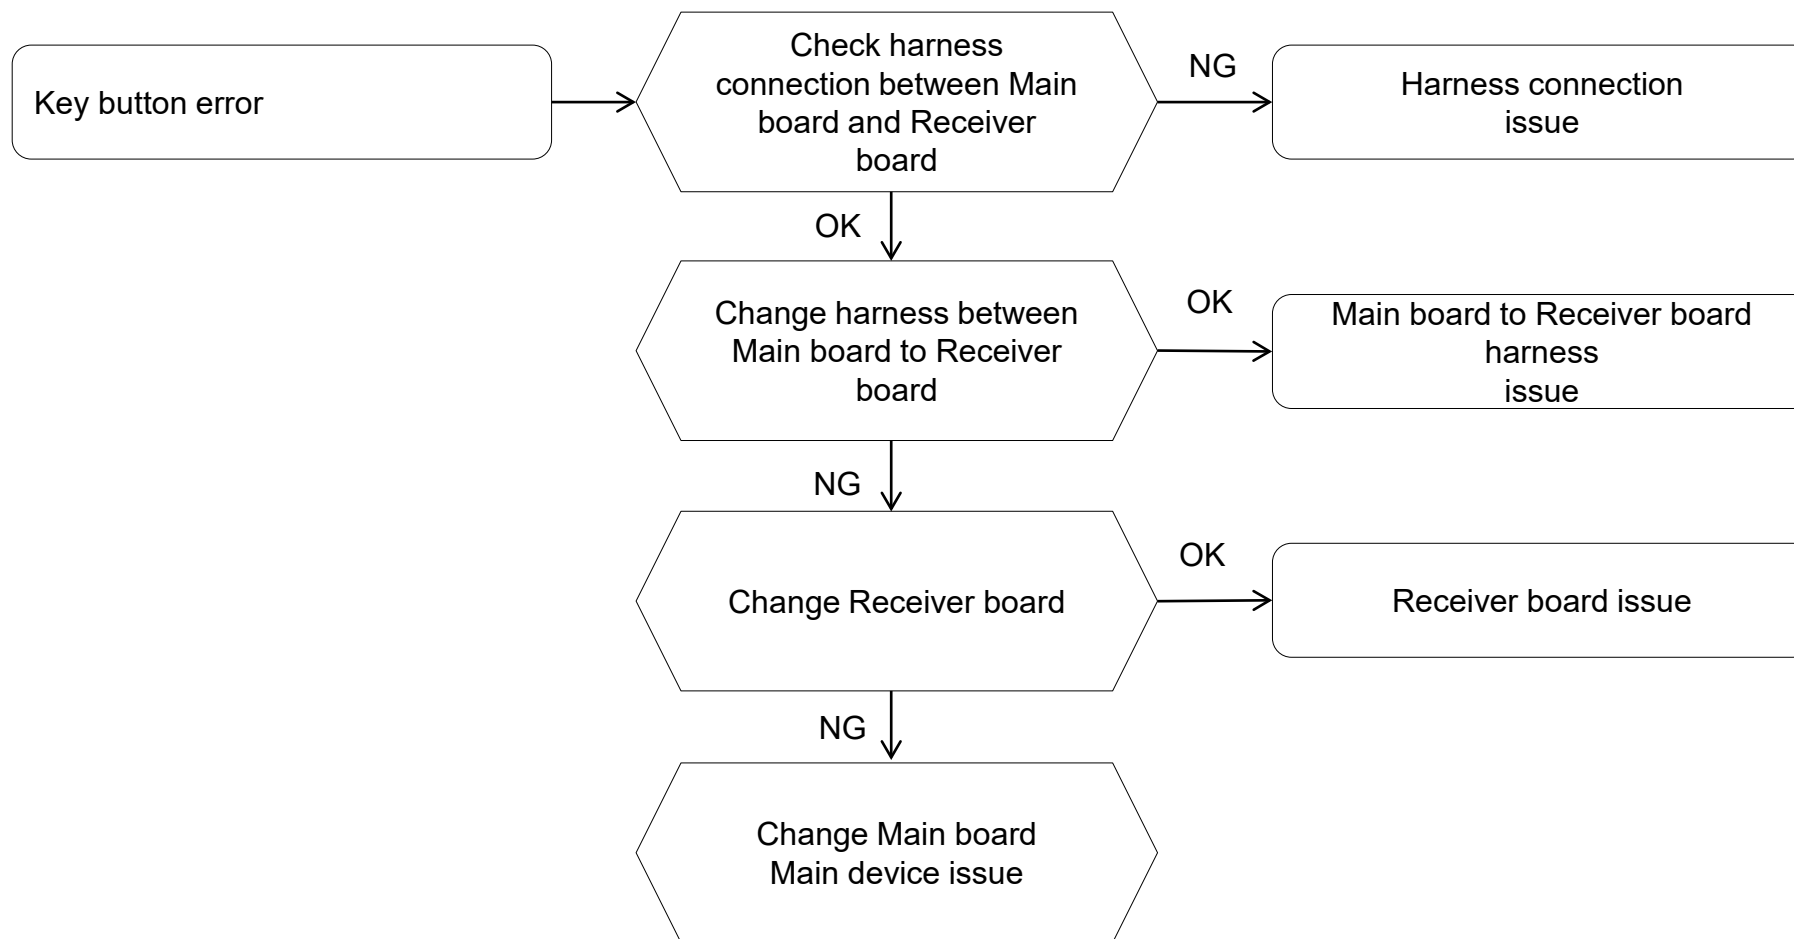 Key button error
Check harness
connection between Main
board and Receiver
board
NG
Harness connection
issue
OK
Change harness between
Main board to Receiver
board
OK
Main board to Receiver board
harness
issue
NG
Change Receiver board
OK
Receiver board issue
NG
Change Main board
Main device issue